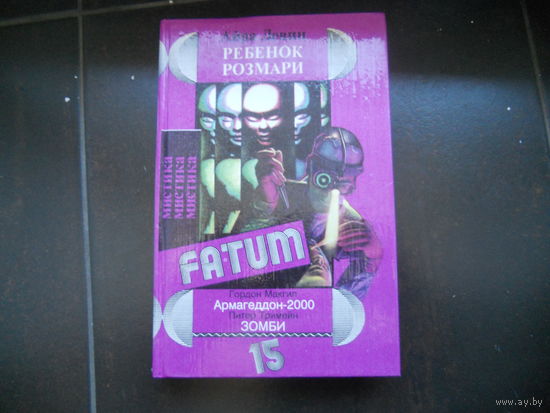 Айра Левин
РЕБЕНОК
РОЗМАРИ
мистика
мистика
мистика
FATUM
Гордон Макгил
Армагеддон-2000
Питер Тримейн
ЗОМБИ
15
www.ay.by